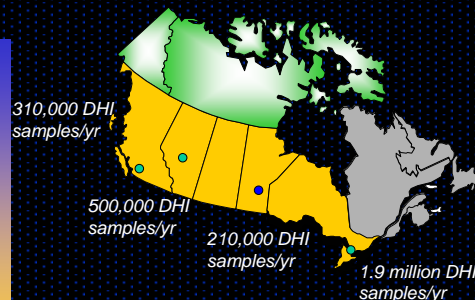 310,000 DHI
samples/yr
500,000 DHI
samples/yr
210,000 DHI
samples/yr
1.9 million DHI
samples/yr